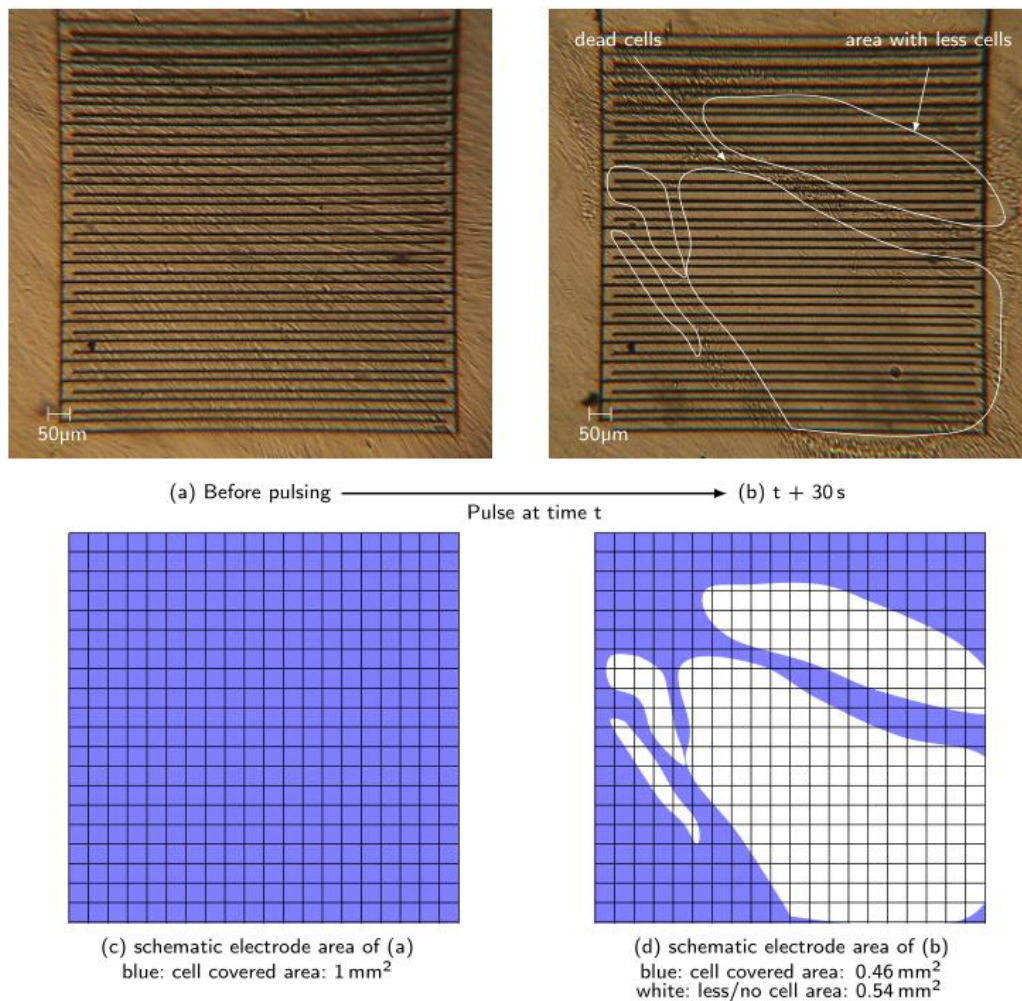 dead cells
area with less cells
50µm
50µm
(a) Before pulsing
(b) t + 30 s
Pulse at time t
(c) schematic electrode area of (a)
blue: cell covered area: 1 mm²
(d) schematic electrode area of (b)
blue: cell covered area: 0.46 mm²
white: less/no cell area: 0.54 mm²